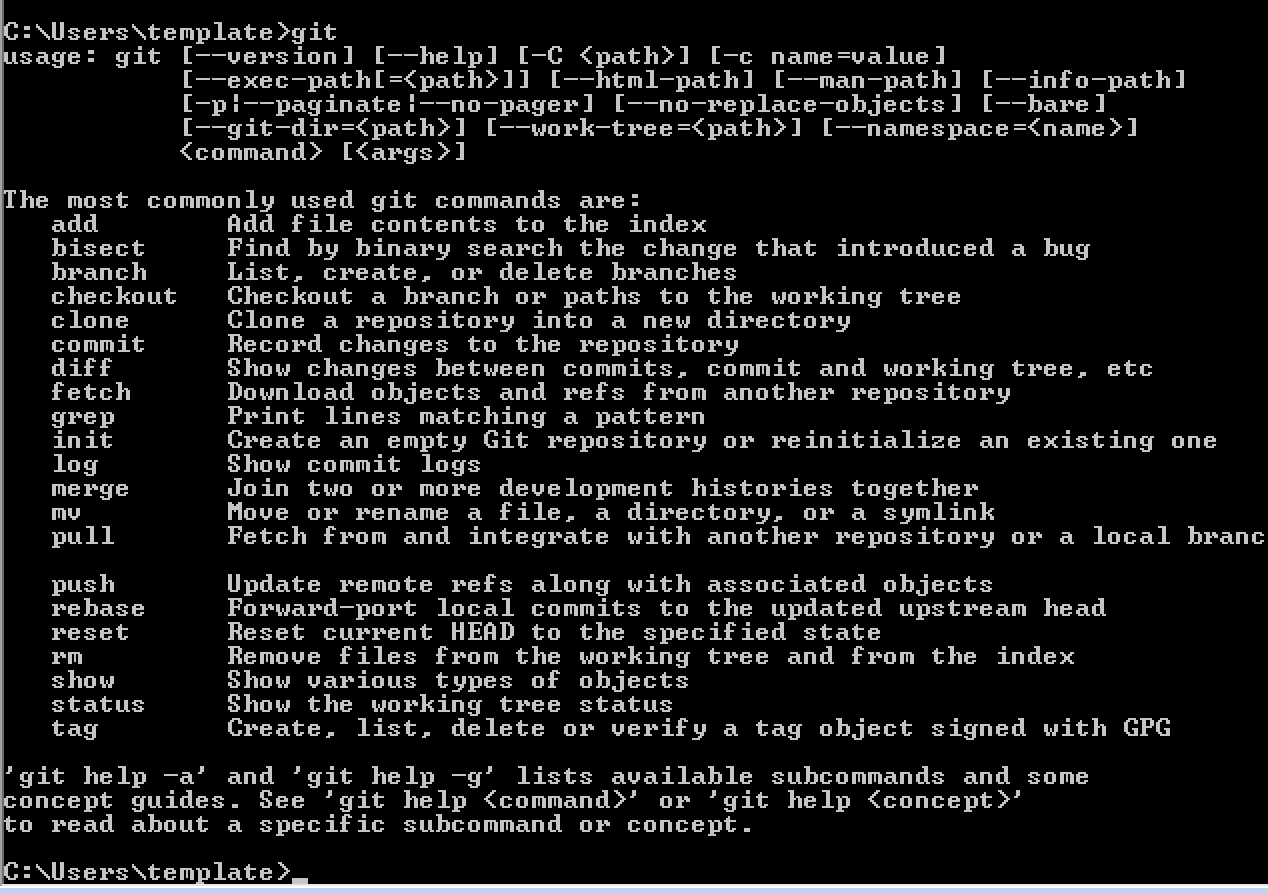 C:\Users\template>git
usage: git [--version] [--help] [-C <path>] [-c name=value]
           [--exec-path[=<path>]] [--html-path] [--man-path] [--info-path]
           [-p¦--paginate¦--no-pager] [--no-replace-objects] [--bare]
           [--git-dir=<path>] [--work-tree=<path>] [--namespace=<name>]
           <command> [<args>]

The most commonly used git commands are:
   add        Add file contents to the index
   bisect     Find by binary search the change that introduced a bug
   branch     List, create, or delete branches
   checkout   Checkout a branch or paths to the working tree
   clone      Clone a repository into a new directory
   commit     Record changes to the repository
   diff       Show changes between commits, commit and working tree, etc
   fetch      Download objects and refs from another repository
   grep       Print lines matching a pattern
   init       Create an empty Git repository or reinitialize an existing one
   log        Show commit logs
   merge      Join two or more development histories together
   mv         Move or rename a file, a directory, or a symlink
   pull       Fetch from and integrate with another repository or a local branc

   push       Update remote refs along with associated objects
   rebase     Forward-port local commits to the updated upstream head
   reset      Reset current HEAD to the specified state
   rm         Remove files from the working tree and from the index
   show       Show various types of objects
   status     Show the working tree status
   tag        Create, list, delete or verify a tag object signed with GPG

'git help -a' and 'git help -g' lists available subcommands and some
concept guides. See 'git help <command>' or 'git help <concept>'
to read about a specific subcommand or concept.

C:\Users\template>_